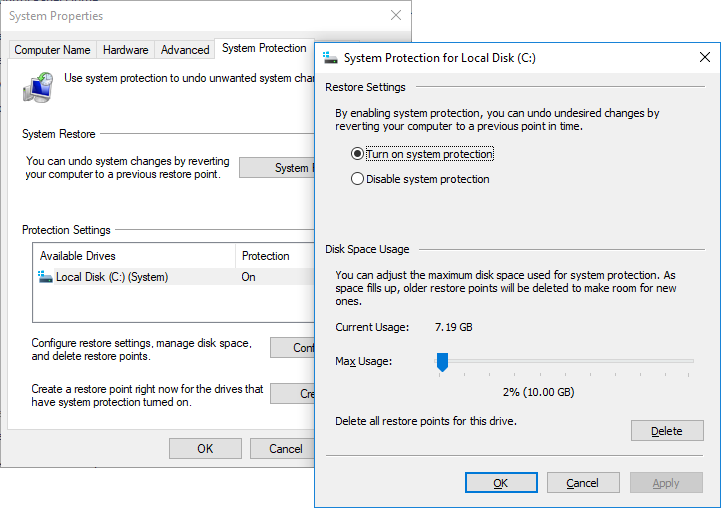 System Properties
Computer Name
Hardware
Advanced
System Protection
Use system protection to undo unwanted system
System Restore
You can undo system changes by reverting
your computer to a previous restore point.
System
Protection Settings
Available Drives
Protection
Local Disk (C:) (System)
On
Configure restore settings, manage disk space,
and delete restore points.
Create a restore point right now for the drives that
have system protection turned on.
OK
Cancel
System Protection for Local Disk (C:)
Restore Settings
By enabling system protection, you can undo undesired changes by
reverting your computer to a previous point in time.
Turn on system protection
Disable system protection
Disk Space Usage
You can adjust the maximum disk space used for system protection. As
space fills up, older restore points will be deleted to make room for new
ones.
Current Usage: 7.19 GB
Max Usage:
2% (10.00 GB)
Delete all restore points for this drive.
Delete
OK
Cancel
Apply